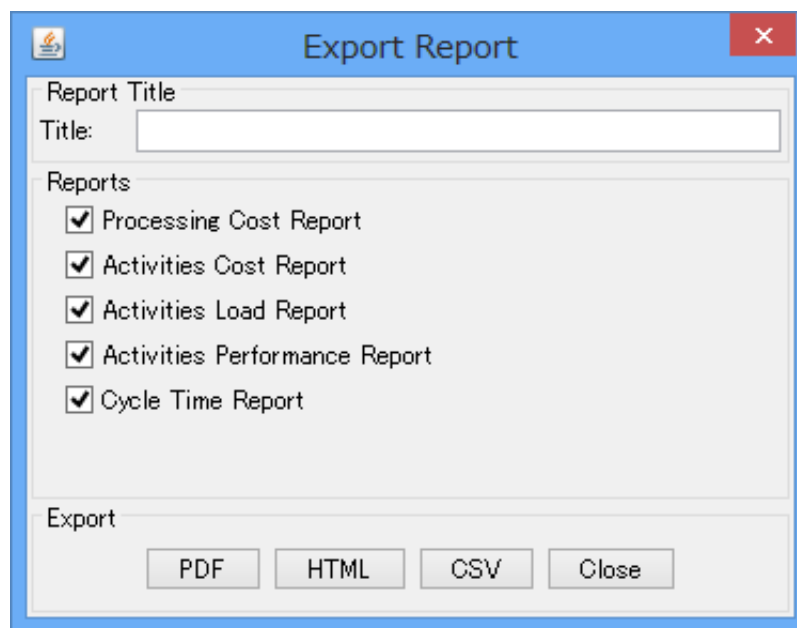 Export Report
Report Title
Title:
Reports
Processing Cost Report
Activities Cost Report
Activities Load Report
Activities Performance Report
Cycle Time Report
Export
PDF HTML CSV Close